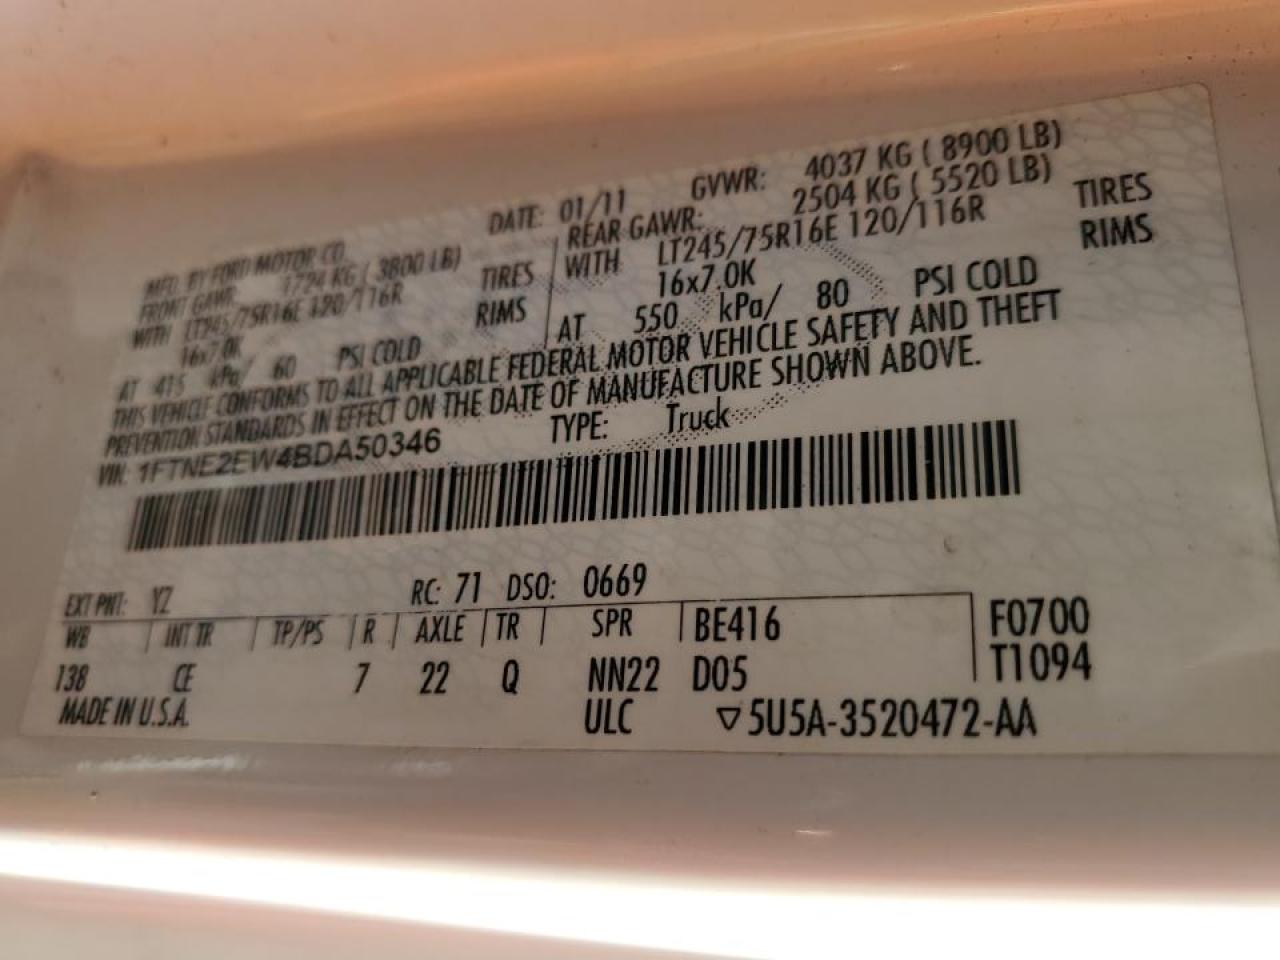 MFD. BY FORD MOTOR CO. DATE: 01/11 GVWR: 4037 KG ( 8900 LB)
FRONT GAWR: 1724 KG ( 3800 LB) REAR GAWR: 2504 KG ( 5520 LB)
WITH LT245/75R16E 120/116R TIRES WITH LT245/75R16E 120/116R TIRES
16x7.0K RIMS 16x7.0K RIMS
AT 415 kPa/ 60 PSI COLD AT 550 kPa/ 80 PSI COLD
THIS VEHICLE CONFORMS TO ALL APPLICABLE FEDERAL MOTOR VEHICLE SAFETY AND THEFT
PREVENTION STANDARDS IN EFFECT ON THE DATE OF MANUFACTURE SHOWN ABOVE.
VIN: 1FTNE2EW4BDA50346 TYPE: Truck
EXT PNT: YZ RC: 71 DSO: 0669
WB INT TR TP/PS R AXLE TR SPR BE416 F0700
138 CE 7 22 Q NN22 D05 T1094
MADE IN U.S.A. ULC ▽5U5A-3520472-AA